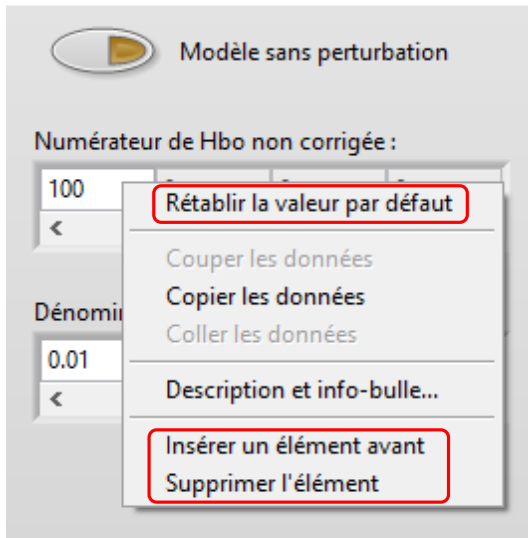 Modèle sans perturbation
Numérateur de Hbo non corrigée :
100
<
Rétablir la valeur par défaut
Couper les données
Copier les données
Coller les données
0.01
<
Description et info-bulle...
Insérer un élément avant
Supprimer l'élément